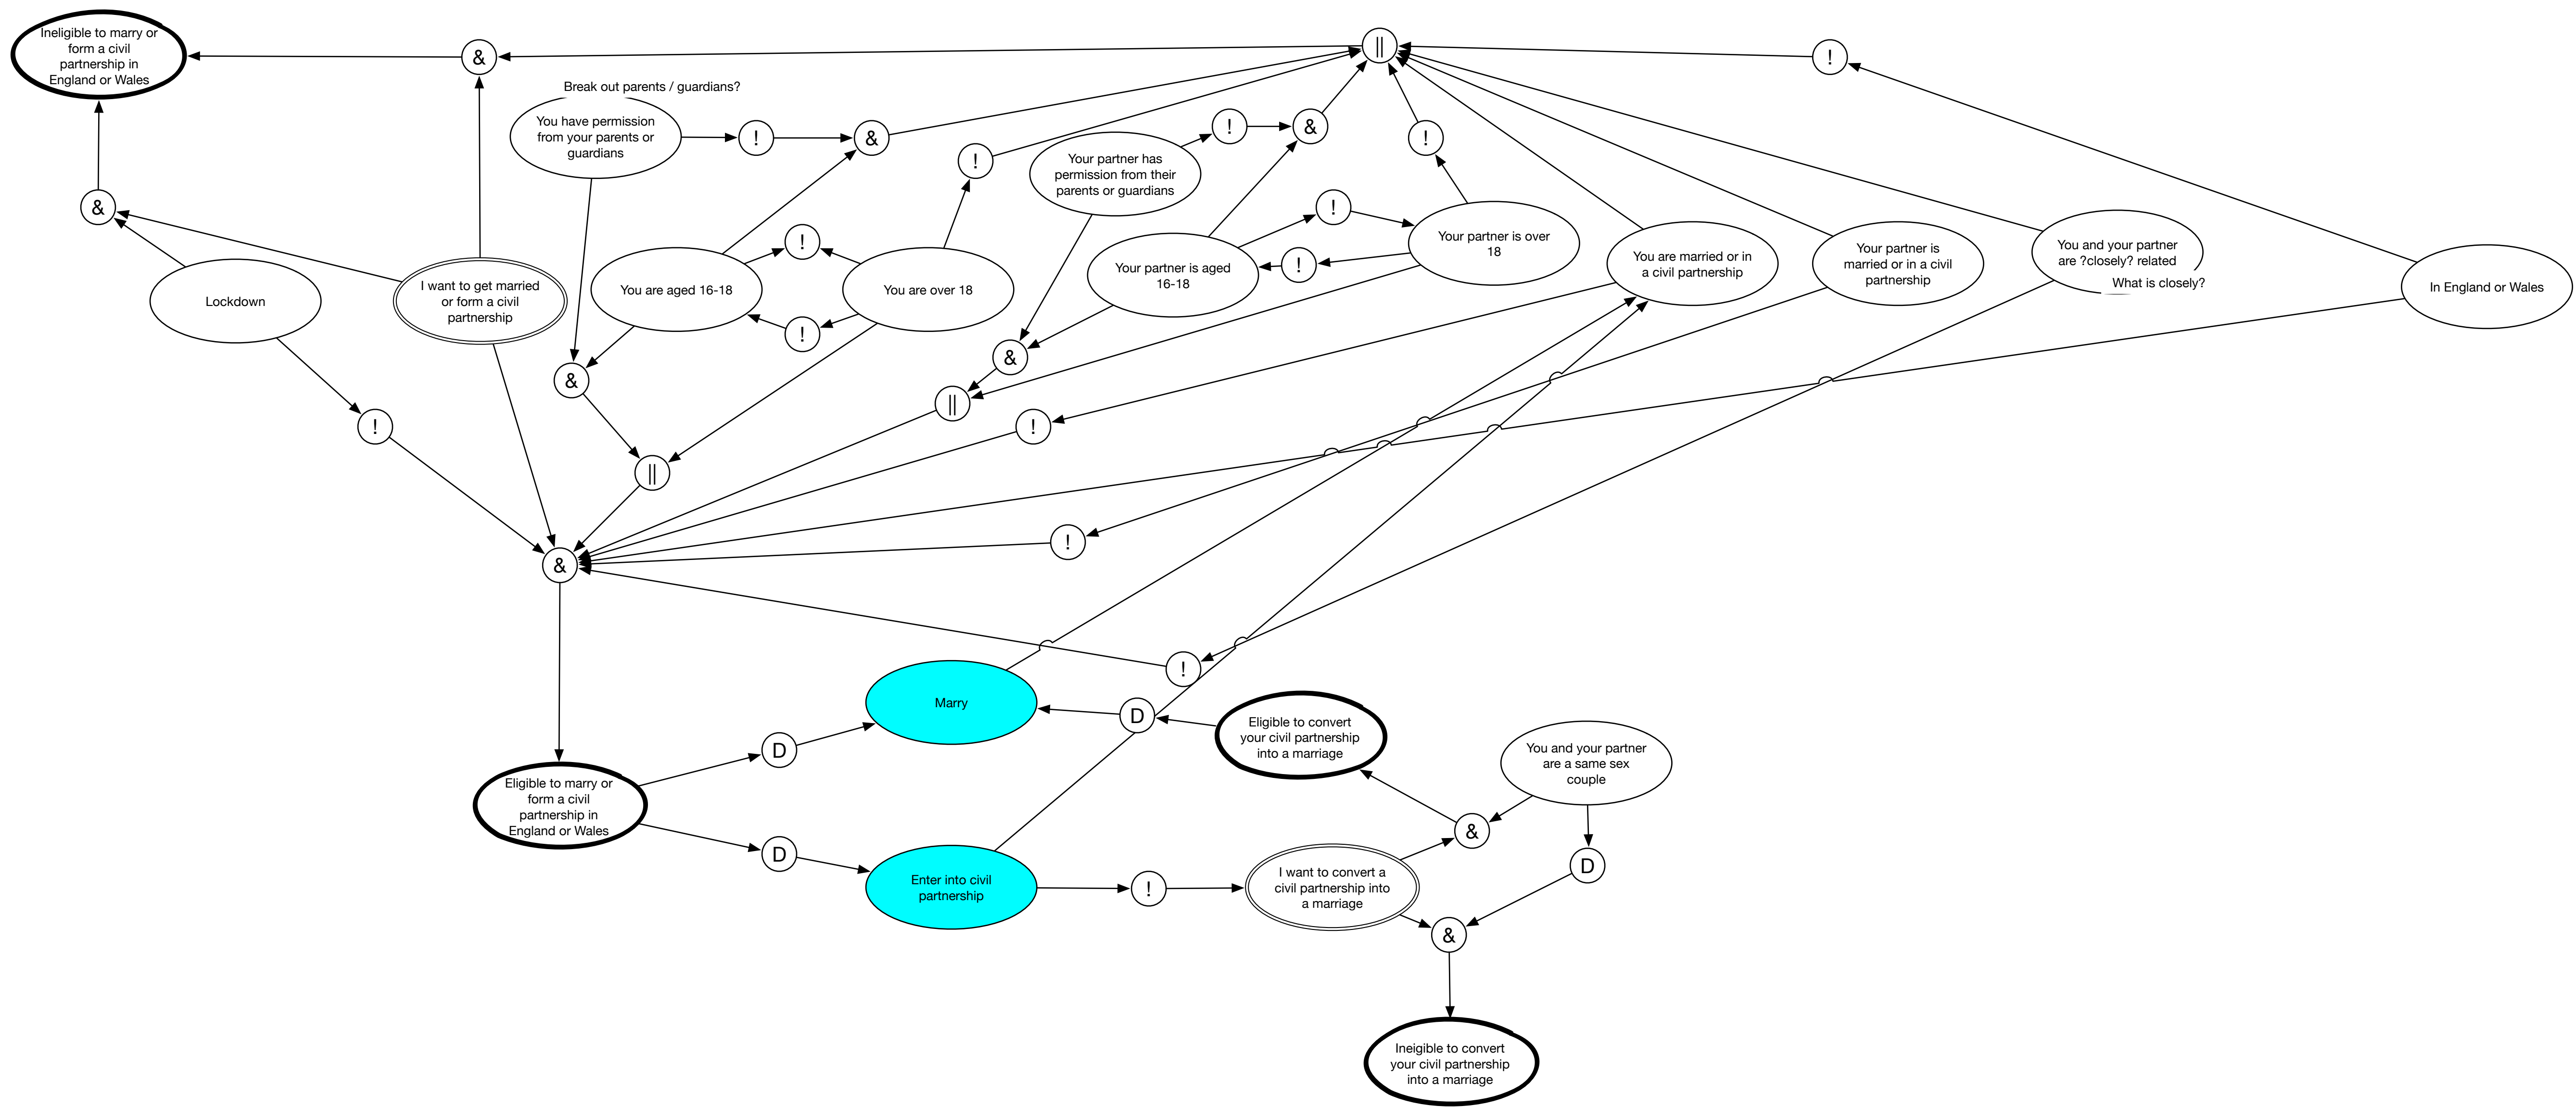 Ineligible to marry or
form a civil
partnership in
England or Wales
&
||
!
Break out parents / guardians?
You have permission
from your parents or
guardians
!
&
!
Your partner has
permission from their
parents or guardians
!
&
!
&
Lockdown
I want to get married
or form a civil
partnership
You are aged 16-18
!
!
You are over 18
Your partner is aged
16-18
!
!
Your partner is over
18
You are married or in
a civil partnership
Your partner is
married or in a civil
partnership
You and your partner
are ?closely? related
What is closely?
In England or Wales
&
&
||
!
!
||
!
&
!
Marry
D
Eligible to convert
your civil partnership
into a marriage
You and your partner
are a same sex
couple
D
Eligible to marry or
form a civil
partnership in
England or Wales
D
Enter into civil
partnership
!
I want to convert a
civil partnership into
a marriage
&
D
&
Ineigible to convert
your civil partnership
into a marriage